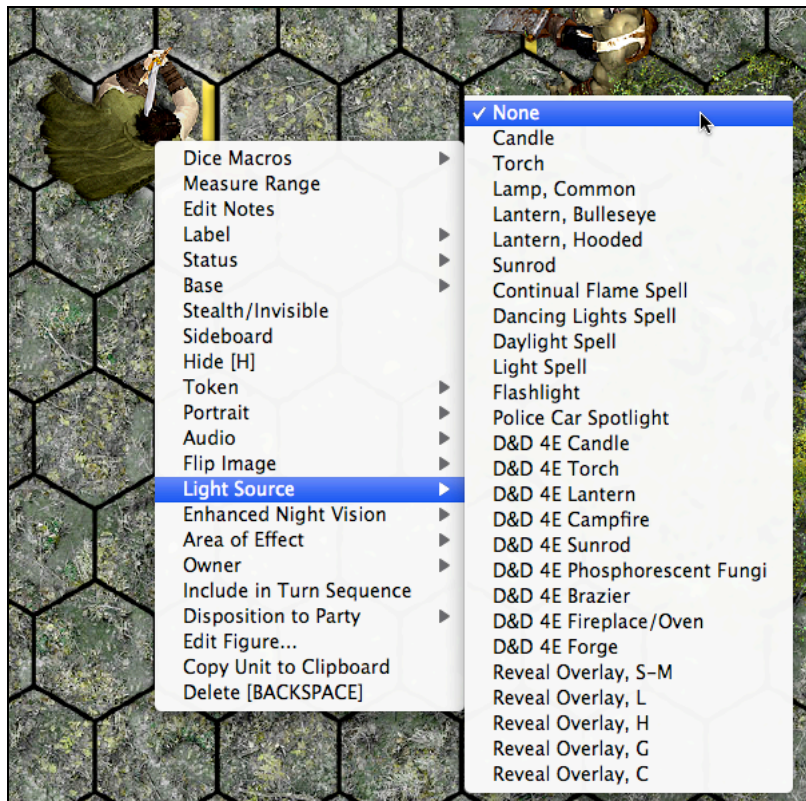 Dice Macros
Measure Range
Edit Notes
Label
Status
Base
Stealth/Invisible
Sideboard
Hide [H]
Token
Portrait
Audio
Flip Image
Light Source
Enhanced Night Vision
Area of Effect
Owner
Include in Turn Sequence
Disposition to Party
Edit Figure...
Copy Unit to Clipboard
Delete [BACKSPACE]
✓ None
Candle
Torch
Lamp, Common
Lantern, Bulleseye
Lantern, Hooded
Sunrod
Continual Flame Spell
Dancing Lights Spell
Daylight Spell
Light Spell
Flashlight
Police Car Spotlight
D&D 4E Candle
D&D 4E Torch
D&D 4E Lantern
D&D 4E Campfire
D&D 4E Sunrod
D&D 4E Phosphorescent Fungi
D&D 4E Brazier
D&D 4E Fireplace/Oven
D&D 4E Forge
Reveal Overlay, S-M
Reveal Overlay, L
Reveal Overlay, H
Reveal Overlay, G
Reveal Overlay, C